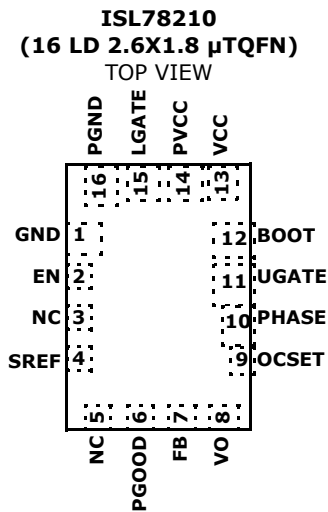 ISL78210
(16 LD 2.6X1.8 µTQFN)
TOP VIEW
PGND LGATE PVCC VCC
16 15 14 13
GND 1 12 BOOT
EN 2 11 UGATE
NC 3 10 PHASE
SREF 4 9 OCSET
5 6 7 8
NC PGOOD FB VO